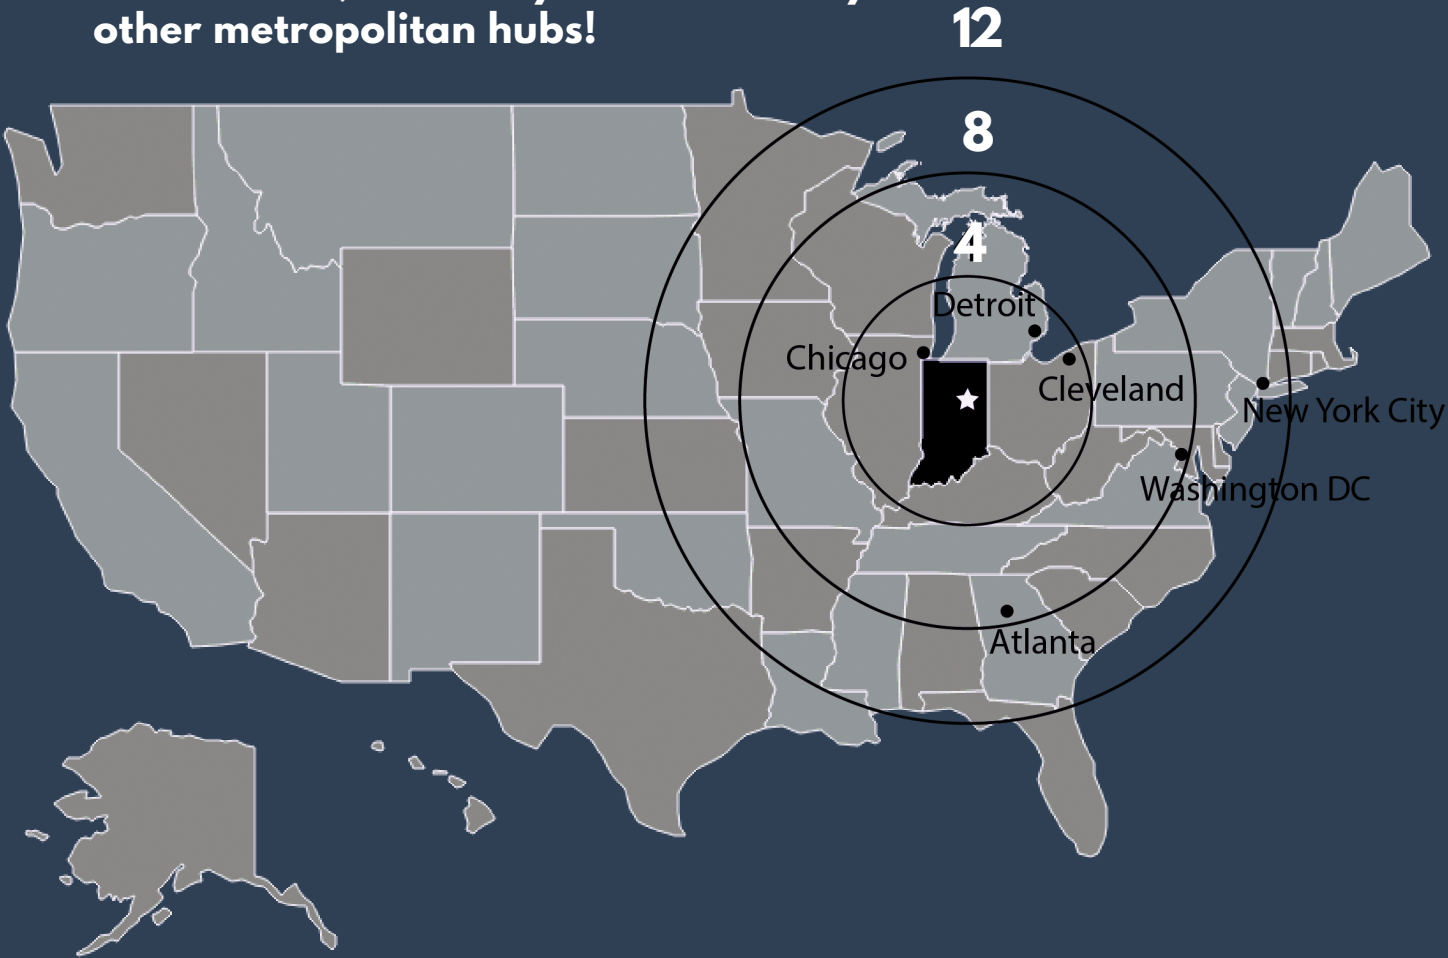 other metropolitan hubs!
12
8
4
Detroit
Chicago
Cleveland
New York City
Washington DC
Atlanta